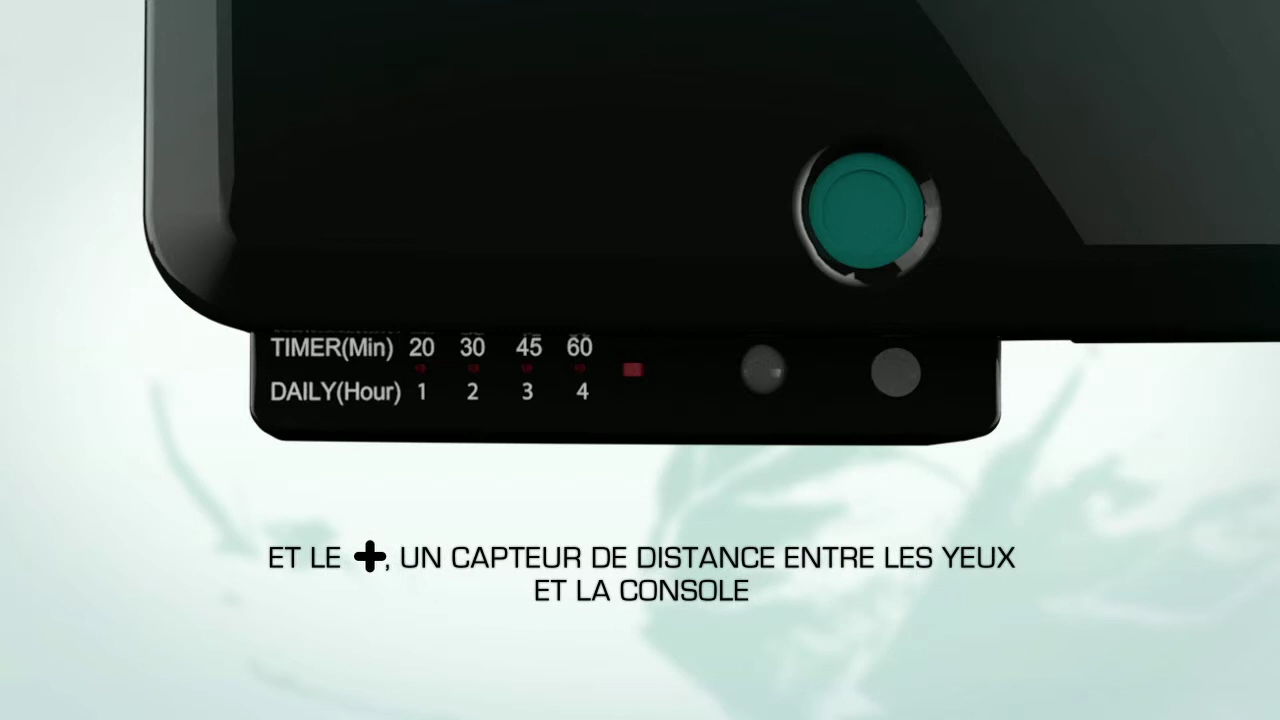 TIMER(Min) 20 30 45 60
DAILY(Hour) 1 2 3 4
ET LE +, UN CAPTEUR DE DISTANCE ENTRE LES YEUX
ET LA CONSOLE